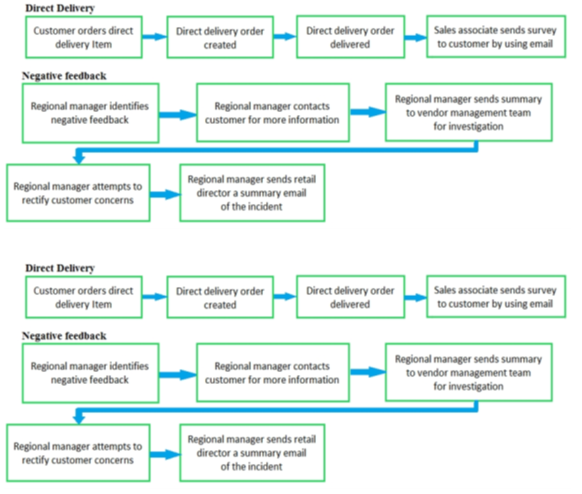 Direct Delivery
Customer orders direct
delivery Item
Direct delivery order
created
Direct delivery order
delivered
Sales associate sends survey
to customer by using email
Negative feedback
Regional manager identifies
negative feedback
Regional manager contacts
customer for more information
Regional manager sends summary
to vendor management team
for investigation
Regional manager attempts to
rectify customer concerns
Regional manager sends retail
director a summary email
of the incident
Direct Delivery
Customer orders direct
delivery Item
Direct delivery order
created
Direct delivery order
delivered
Sales associate sends survey
to customer by using email
Negative feedback
Regional manager identifies
negative feedback
Regional manager contacts
customer for more information
Regional manager sends summary
to vendor management team
for investigation
Regional manager attempts to
rectify customer concerns
Regional manager sends retail
director a summary email
of the incident